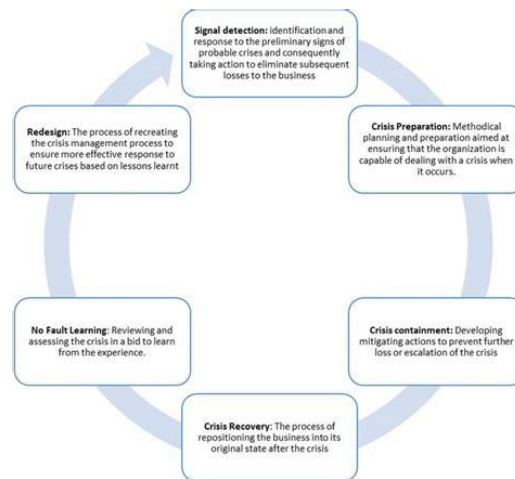 Signal detection: identification and
response to the preliminary signs of
probable crises and consequently
taking action to eliminate subsequent
losses to the business
Crisis Preparation: Methodical
planning and preparation aimed at
ensuring that the organization is
capable of dealing with a crisis when
it occurs.
Crisis containment: Developing
mitigating actions to prevent further
loss or escalation of the crisis
Crisis Recovery: The process of
repositioning the business into its
original state after the crisis
No Fault Learning: Reviewing and
assessing the crisis in a bid to learn
from the experience.
Redesign: The process of recreating
the crisis management process to
ensure more effective response to
future crises based on lessons learnt